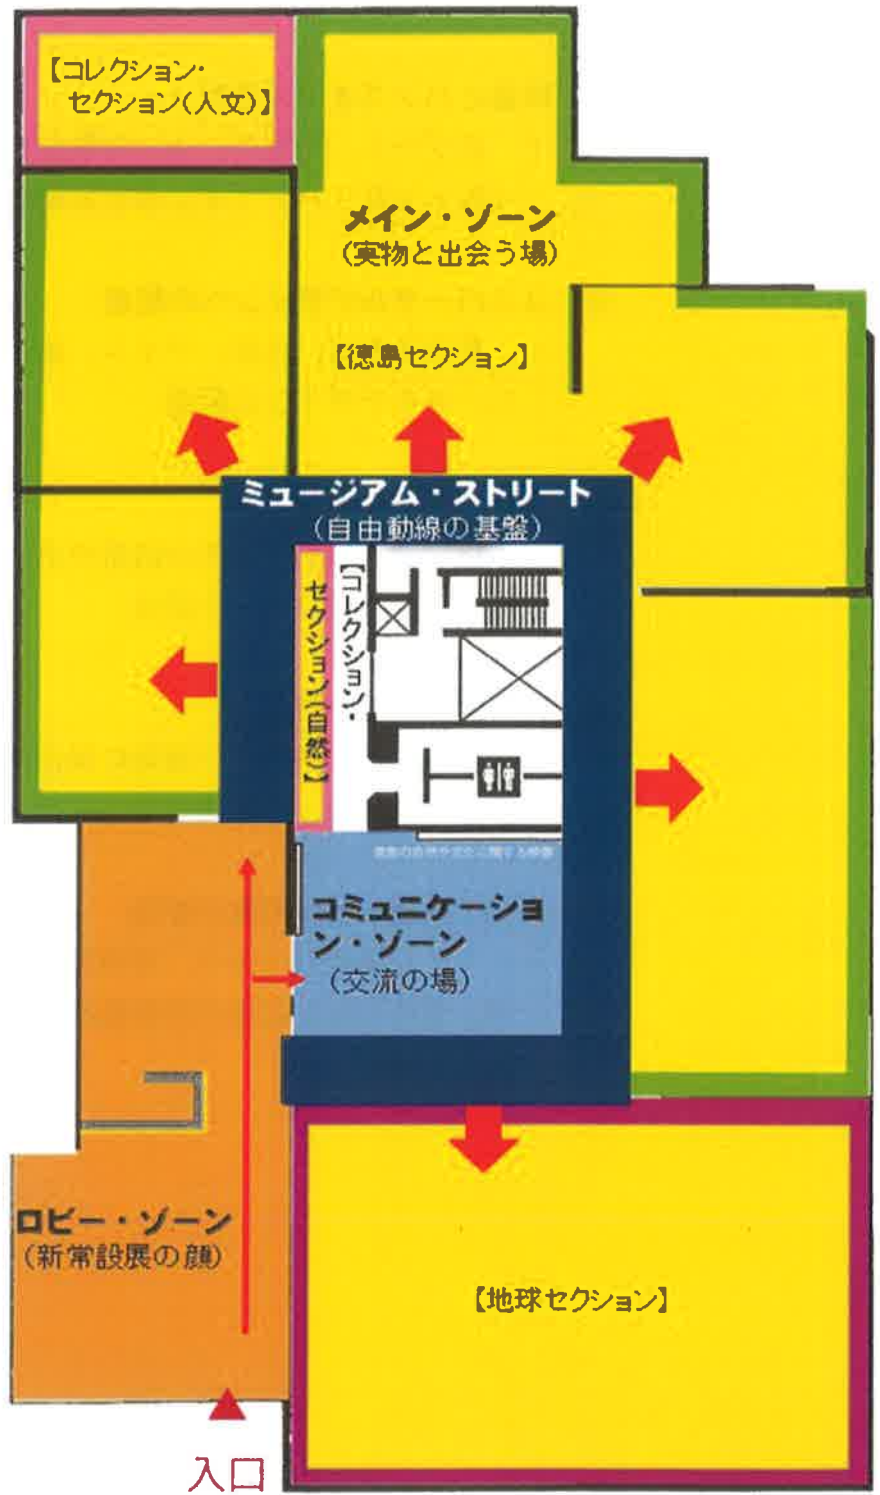 【コレクション・
セクション(人文)】
メイン・ゾーン
(実物と出会う場)
【徳島セクション】
ミュージアム・ストリート
(自由動線の基盤)
【コレクション・
セクション(自然)】
コミュニケーショ
ン・ゾーン
(交流の場)
ロビー・ゾーン
(新常設展の顔)
【地球セクション】
入口